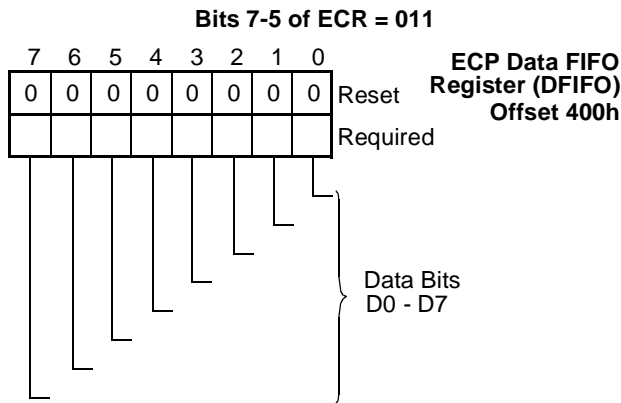 Bits 7-5 of ECR = 011
7 6 5 4 3 2 1 0
ECP Data FIFO
Register (DFIFO)
Offset 400h
0 0 0 0 0 0 0 0 Reset
Required
Data Bits
D0 - D7